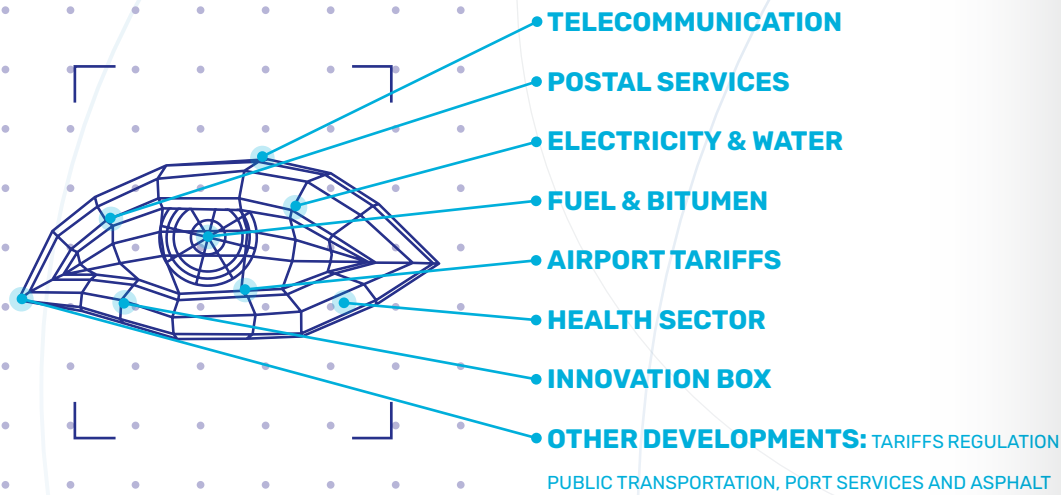 TELECOMMUNICATION
POSTAL SERVICES
ELECTRICITY & WATER
FUEL & BITUMEN
AIRPORT TARIFFS
HEALTH SECTOR
INNOVATION BOX
OTHER DEVELOPMENTS: TARIFFS REGULATION
PUBLIC TRANSPORTATION, PORT SERVICES AND ASPHALT